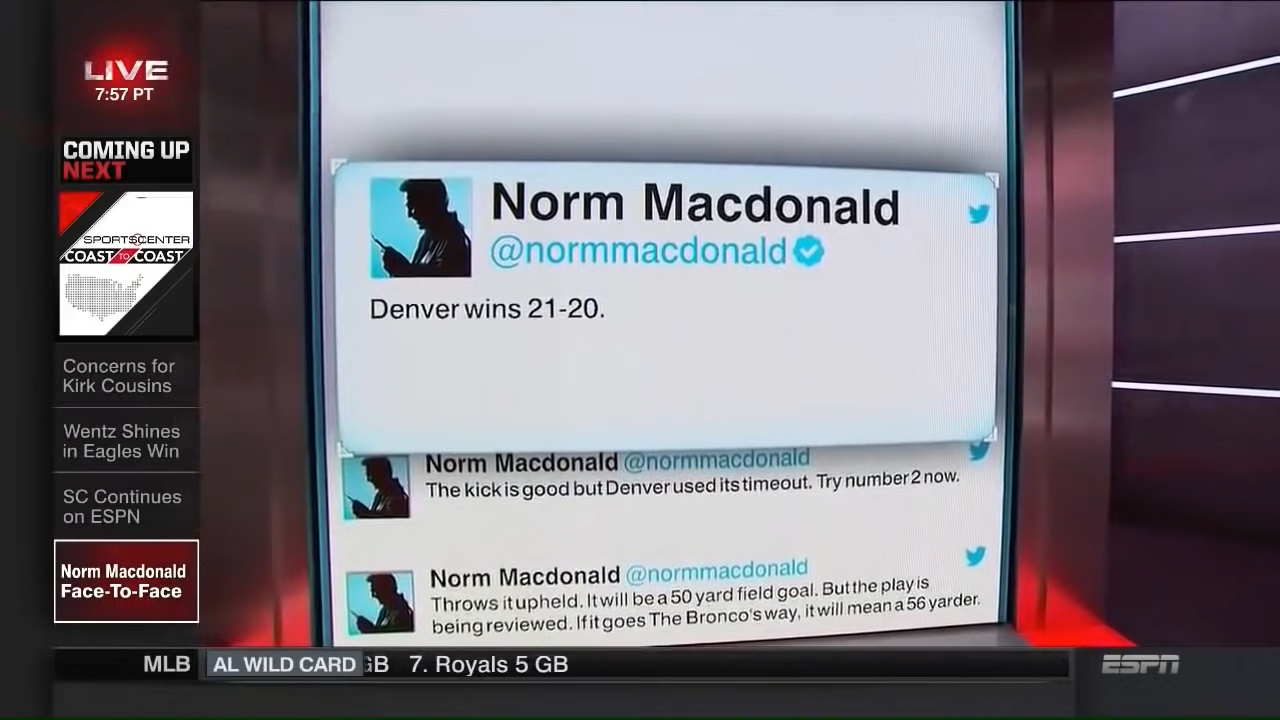 LIVE
7:57 PT
COMING UP
NEXT
SPORTSCENTER
COAST TO COAST
Concerns for
Kirk Cousins
Wentz Shines
in Eagles Win
SC Continues
on ESPN
Norm Macdonald
Face-To-Face
Norm Macdonald
@normmacdonald
Denver wins 21-20.
Norm Macdonald @normmacdonald
The kick is good but Denver used its timeout. Try number 2 now.
Norm Macdonald @normmacdonald
Throws it upheld. It will be a 50 yard field goal. But the play is
being reviewed. If it goes The Bronco's way, it will mean a 56 yarder.
MLB AL WILD CARD GB 7. Royals 5 GB
ESPN